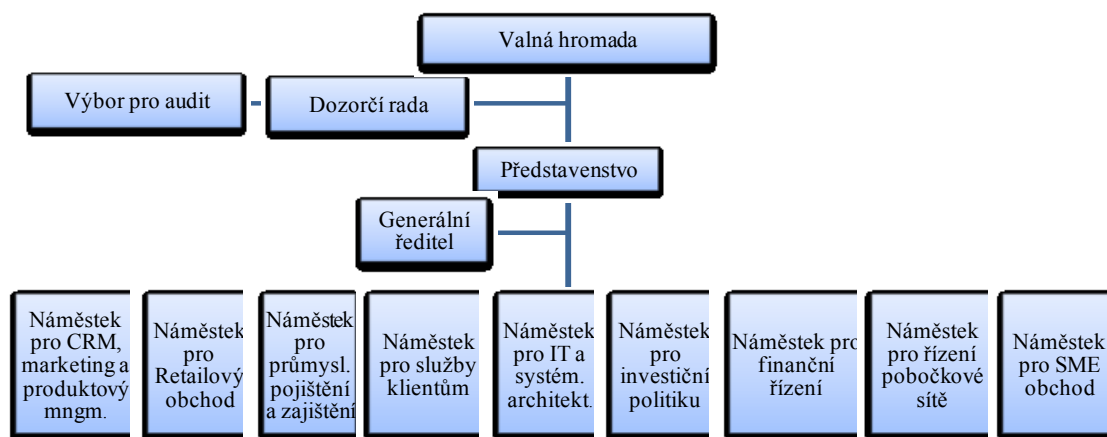 Valná hromada
Výbor pro audit
Dozorčí rada
Představenstvo
Generální
ředitel
Náměstek
pro CRM,
marketing a
produktový
mngm.
Náměstek
pro
Retailový
obchod
Náměstek
pro
průmysl.
pojištění
a zajištění
Náměstek
pro služby
klientům
Náměstek
pro IT a
systém.
architekt.
Náměstek
pro
investiční
politiku
Náměstek pro
finanční
řízení
Náměstek
pro řízení
pobočkové
sítě
Náměstek
pro SME
obchod